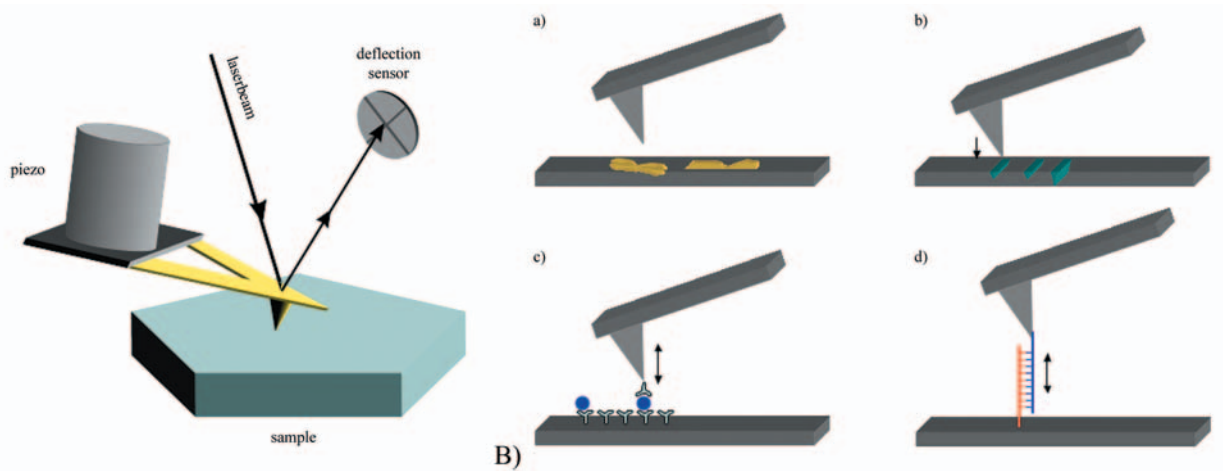 laserbeam
deflection
sensor
piezo
sample
a)
b)
c)
d)
B)